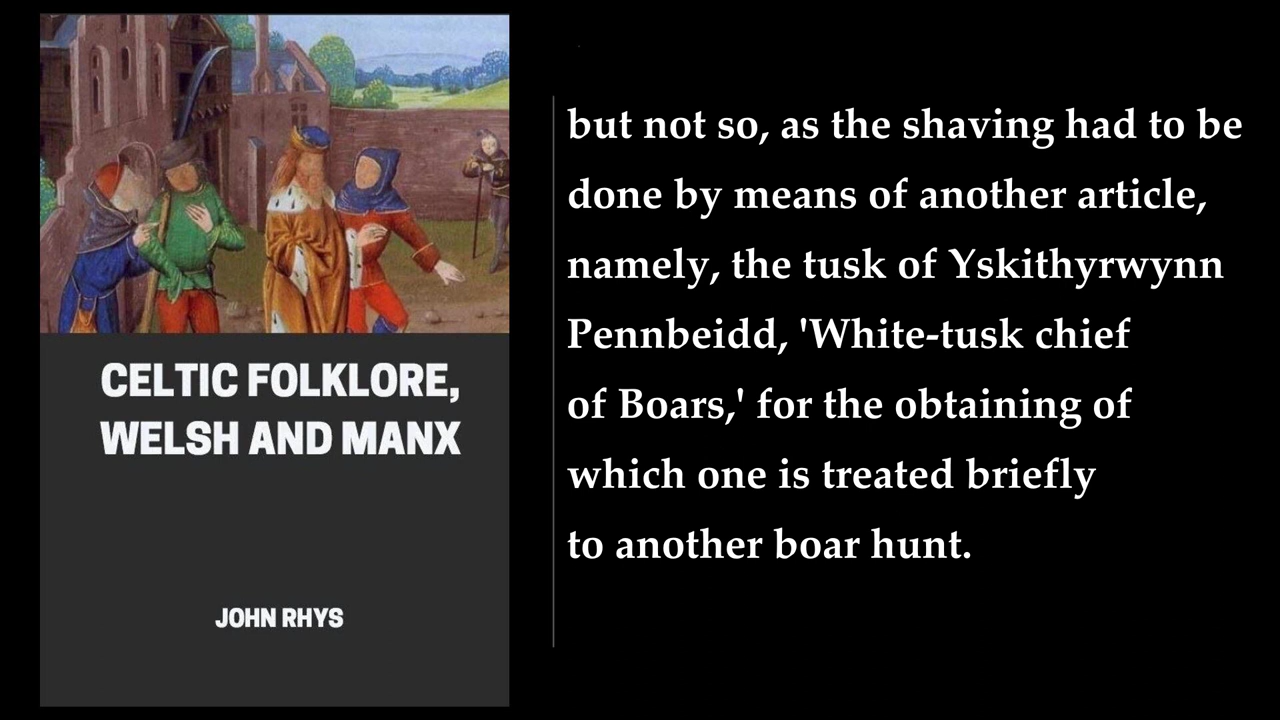 CELTIC FOLKLORE,
WELSH AND MANX
JOHN RHYS
but not so, as the shaving had to be
done by means of another article,
namely, the tusk of Yskithyrwynn
Pennbeidd, 'White-tusk chief
of Boars,' for the obtaining of
which one is treated briefly
to another boar hunt.